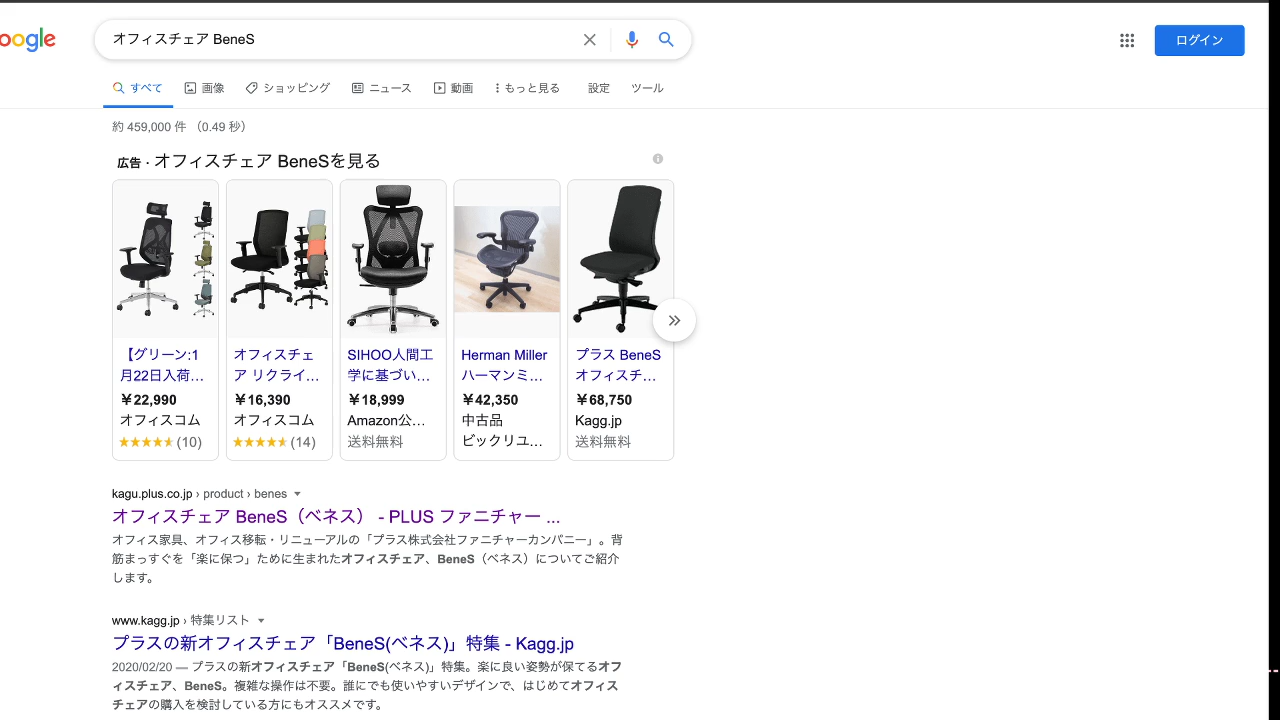 oogle
オフィスチェア BeneS
ログイン
すべて 画像 ショッピング ニュース 動画 もっと見る 設定 ツール
約 459,000 件 （0.49 秒）
広告・オフィスチェア BeneSを見る
【グリーン:1
月22日入荷…
￥22,990
オフィスコム
(10)
オフィスチェ
ア リクライ…
￥16,390
オフィスコム
(14)
SIHOO人間工
学に基づい…
￥18,999
Amazon公…
送料無料
Herman Miller
ハーマンミ…
￥42,350
中古品
ビックリユ…
プラス BeneS
オフィスチ…
￥68,750
Kagg.jp
送料無料
kagu.plus.co.jp › product › benes
オフィスチェア BeneS（ベネス） - PLUS ファニチャー ...
オフィス家具、オフィス移転・リニューアルの「プラス株式会社ファニチャーカンパニー」。背
筋まっすぐを「楽に保つ」ために生まれたオフィスチェア、BeneS（ベネス）についてご紹介
します。
www.kagg.jp › 特集リスト
プラスの新オフィスチェア「BeneS(ベネス)」特集 - Kagg.jp
2020/02/20 — プラスの新オフィスチェア「BeneS(ベネス)」特集。楽に良い姿勢が保てるオフ
ィスチェア、BeneS。複雑な操作は不要。誰にでも使いやすいデザインで、はじめてオフィス
チェアの購入を検討している方にもオススメです。